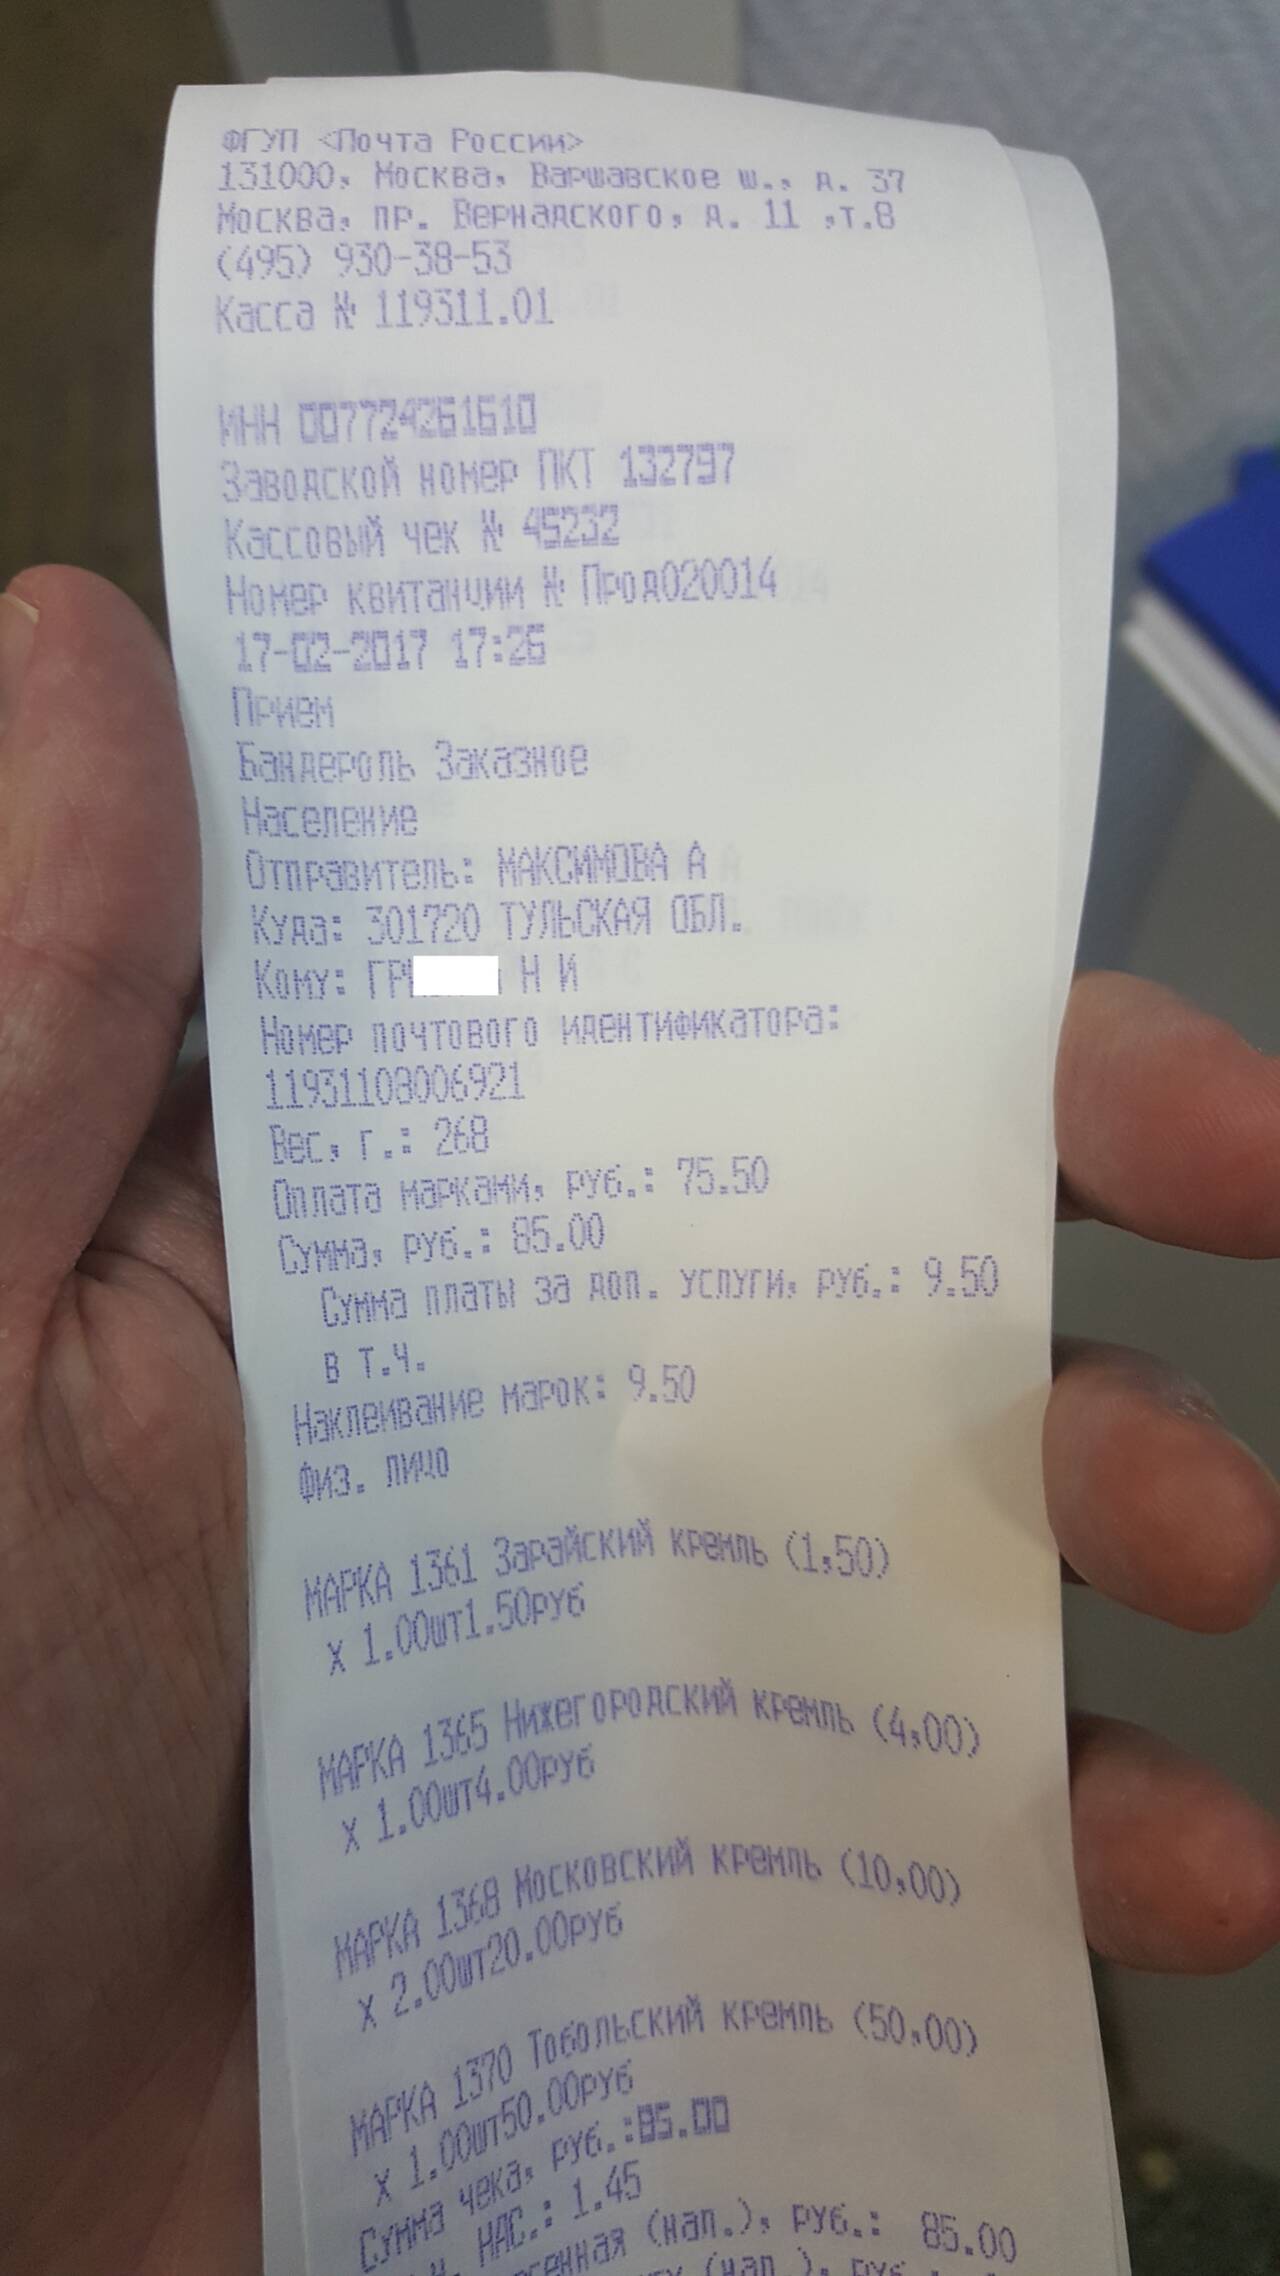 ФГУП <Почта России>
131000, Москва, Варшавское ш., д. 37
Москва, пр. Вернадского, д. 11 ,т.8
(495) 930-38-53
Касса № 119311.01
ИНН 007724261610
Заводской номер ПКТ 132797
Кассовый чек № 45232
Номер квитанции № Прод020014
17-02-2017 17:26
Прием
Бандероль Заказное
Население
Отправитель: МАКСИМОВА А
Куда: 301720 ТУЛЬСКАЯ ОБЛ.
Кому: Н И
Номер почтового идентификатора:
11931108006921
Вес, г.: 268
Оплата марками, руб.: 75.50
Сумма, руб.: 85.00
Сумма платы за доп. услуги, руб.: 9.50
в т.ч.
Наклеивание марок: 9.50
Физ. лицо
МАРКА 1361 Зарайский кремль (1,50)
х 1.00шт1.50руб
МАРКА 1365 Нижегородский кремль (4,00)
х 1.00шт4.00руб
МАРКА 1368 Московский кремль (10,00)
х 2.00шт20.00руб
МАРКА 1370 Тобольский кремль (50,00)
х 1.00шт50.00руб
Сумма чека, руб.:85.00
НАС.: 1.45
(нал.), руб.: 85.00
(нал.), руб.